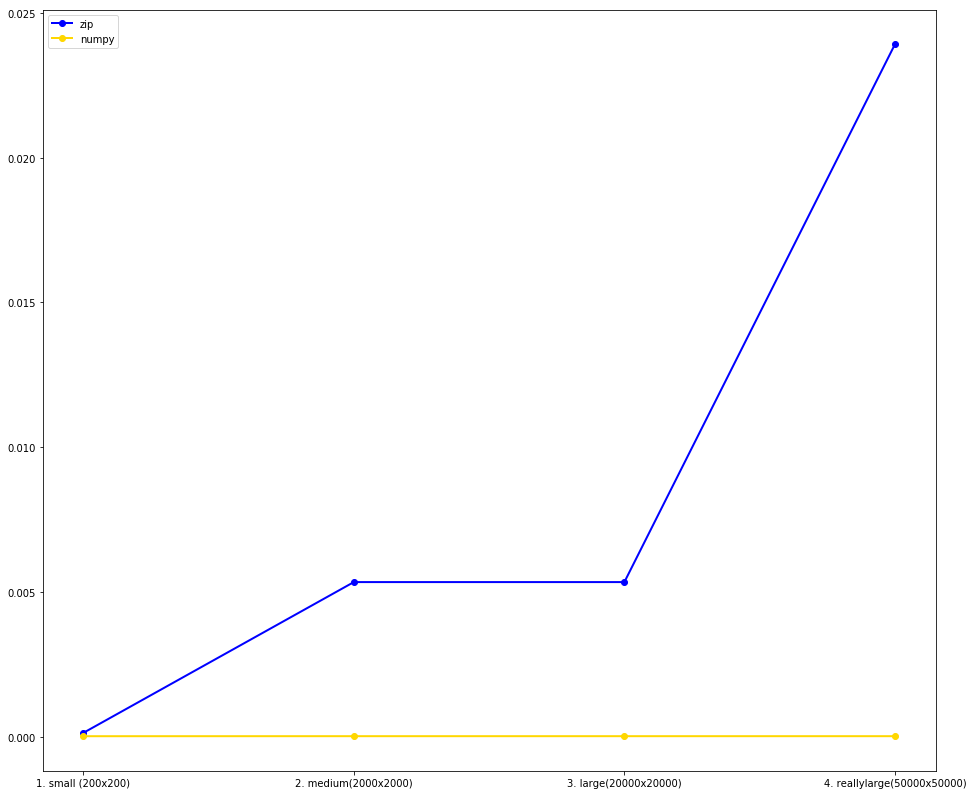 zip
numpy
0.025
0.020
0.015
0.010
0.005
0.000
1. small (200x200)
2. medium(2000x2000)
3. large(20000x20000)
4. reallylarge(50000x50000)